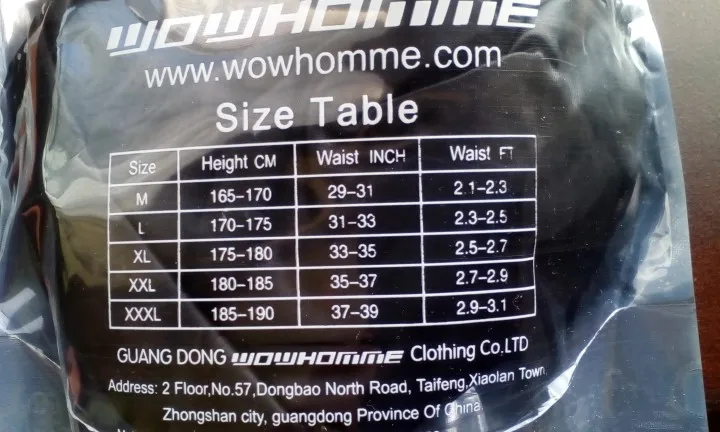 WOWHOMME
www.wowhomme.com
Size Table
Size Height CM Waist INCH Waist FT
M 165-170 29-31 2.1-2.3
L 170-175 31-33 2.3-2.5
XL 175-180 33-35 2.5-2.7
XXL 180-185 35-37 2.7-2.9
XXXL 185-190 37-39 2.9-3.1
GUANG DONG WOWHOMME Clothing Co.LTD
Address: 2 Floor,No.57,Dongbao North Road, Taifeng,Xiaolan Town
Zhongshan city, guangdong Province Of China